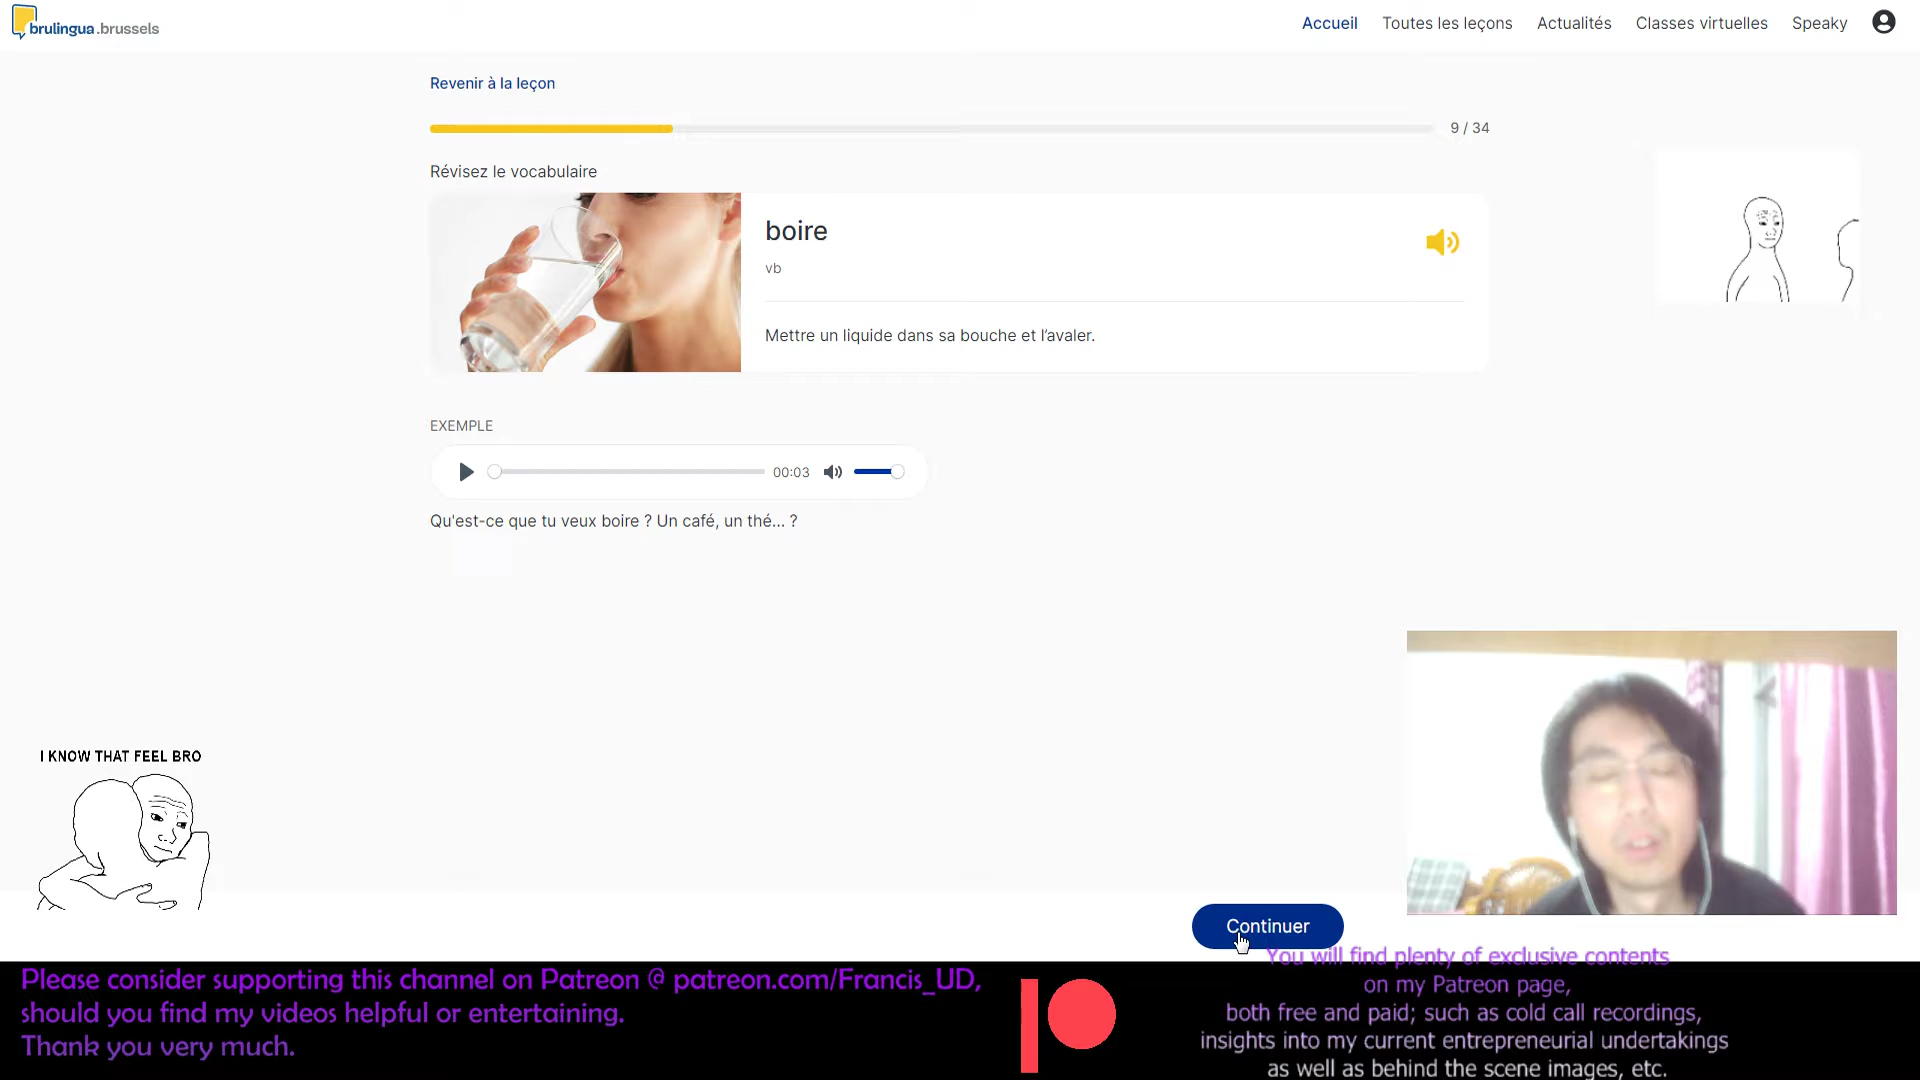 brulingua.brussels
Accueil
Toutes les leçons
Actualités
Classes virtuelles
Speaky
Revenir à la leçon
9 / 34
Révisez le vocabulaire
boire
vb
Mettre un liquide dans sa bouche et l’avaler.
EXEMPLE
00:03
Qu'est-ce que tu veux boire ? Un café, un thé... ?
I KNOW THAT FEEL BRO
Continuer
Please consider supporting this channel on Patreon @ patreon.com/Francis_UD,
should you find my videos helpful or entertaining.
Thank you very much.
You will find plenty of exclusive contents
on my Patreon page,
both free and paid; such as cold call recordings,
insights into my current entrepreneurial undertakings
as well as behind the scene images, etc.